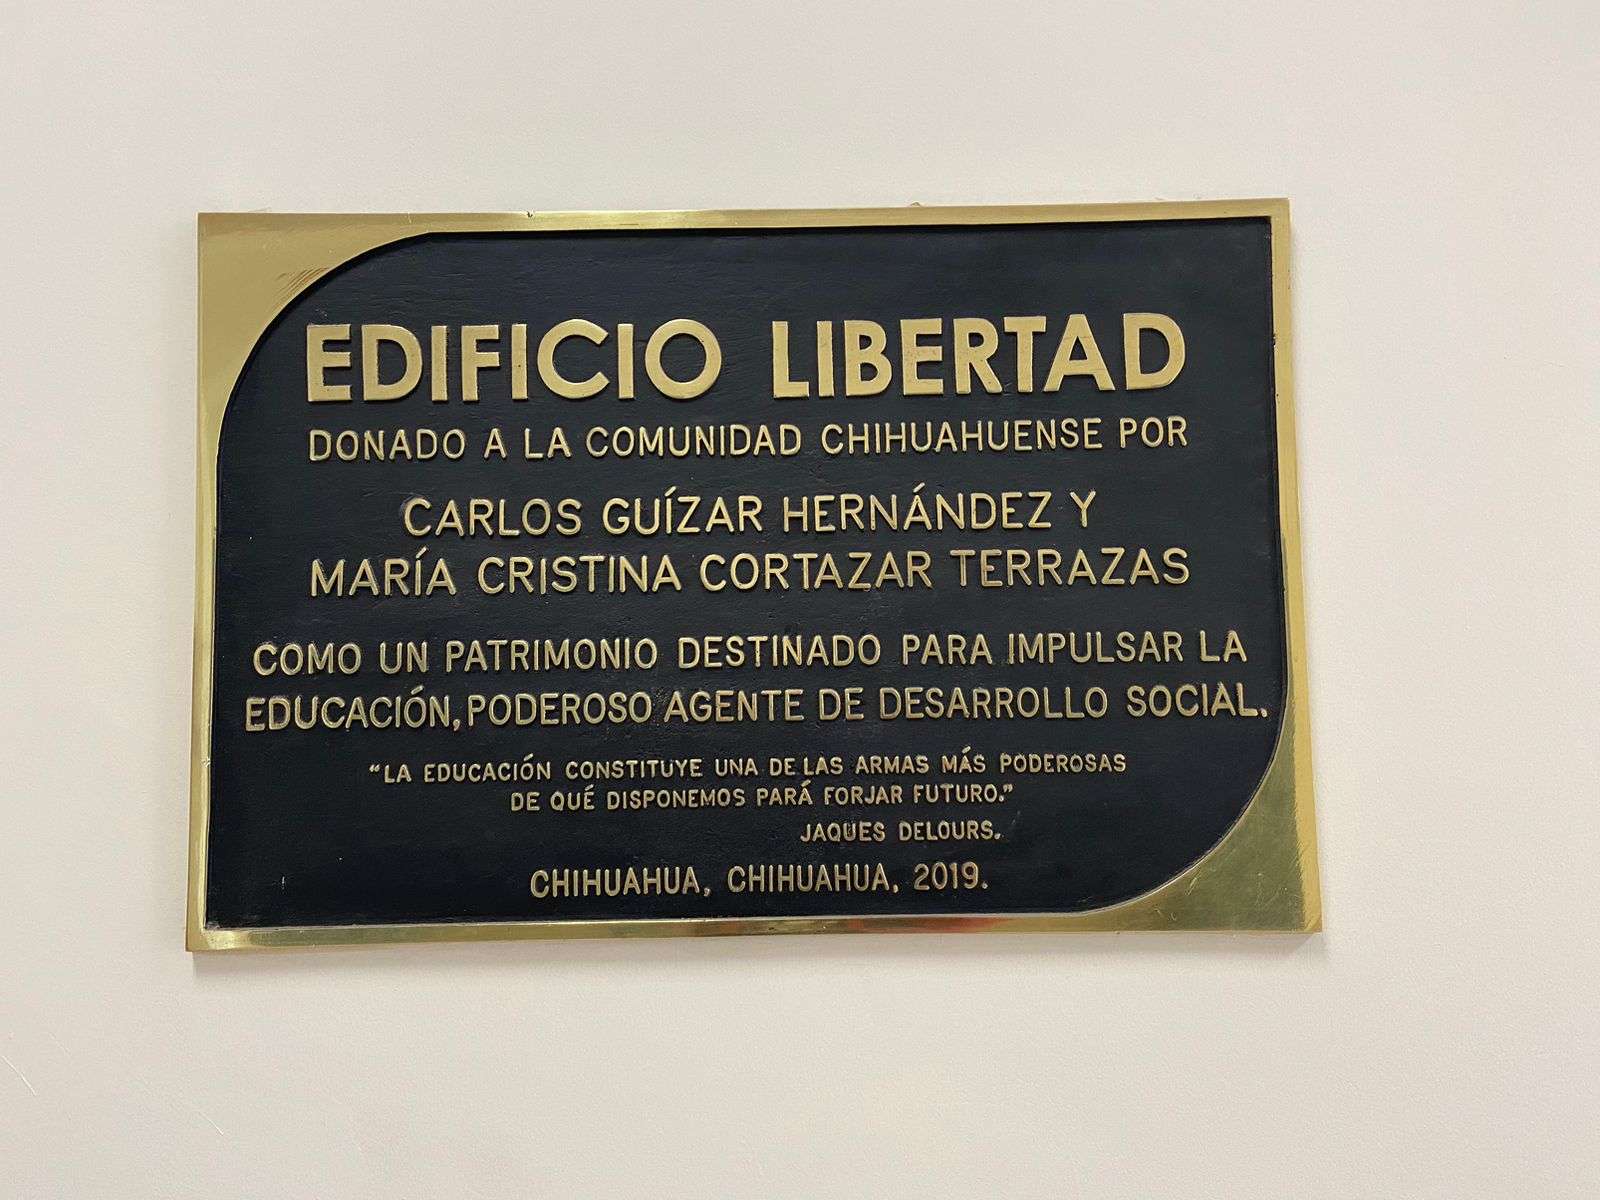 EDIFICIO LIBERTAD
DONADO A LA COMUNIDAD CHIHUAHUENSE POR
CARLOS GUÍZAR HERNÁNDEZ Y
MARÍA CRISTINA CORTAZAR TERRAZAS
COMO UN PATRIMONIO DESTINADO PARA IMPULSAR LA
EDUCACIÓN, PODEROSO AGENTE DE DESARROLLO SOCIAL.
"LA EDUCACIÓN CONSTITUYE UNA DE LAS ARMAS MÁS PODEROSAS
DE QUÉ DISPONEMOS PARÁ FORJAR FUTURO."
JAQUES DELOURS.
CHIHUAHUA, CHIHUAHUA, 2019.